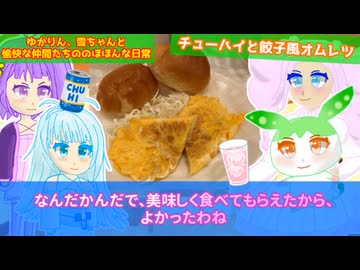 ゆかりん、雪ちゃんと
愉快な仲間たちののほほんな日常
チューハイと餃子風オムレツ
CHU
HI
なんだかんだで、美味しく食べてもらえたから、
よかったわね